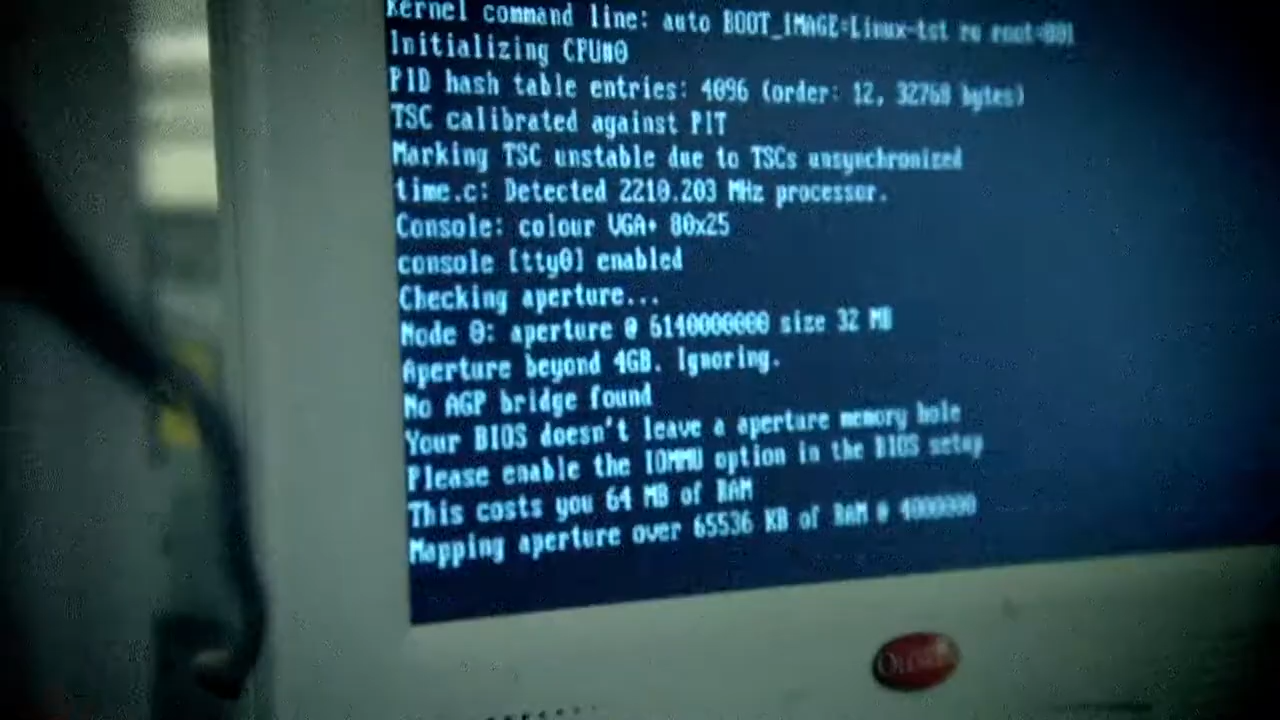 Kernel command line: auto BOOT_IMAGE=Linux-tst ro root=801
Initializing CPU#0
PID hash table entries: 4096 (order: 12, 32768 bytes)
TSC calibrated against PIT
Marking TSC unstable due to TSCs unsynchronized
time.c: Detected 2210.203 MHz processor.
Console: colour VGA+ 80x25
console [tty0] enabled
Checking aperture...
Node 0: aperture @ 6140000000 size 32 MB
Aperture beyond 4GB. Ignoring.
No AGP bridge found
Your BIOS doesn't leave a aperture memory hole
Please enable the IOMMU option in the BIOS setup
This costs you 64 MB of RAM
Mapping aperture over 65536 KB of RAM @ 4000000